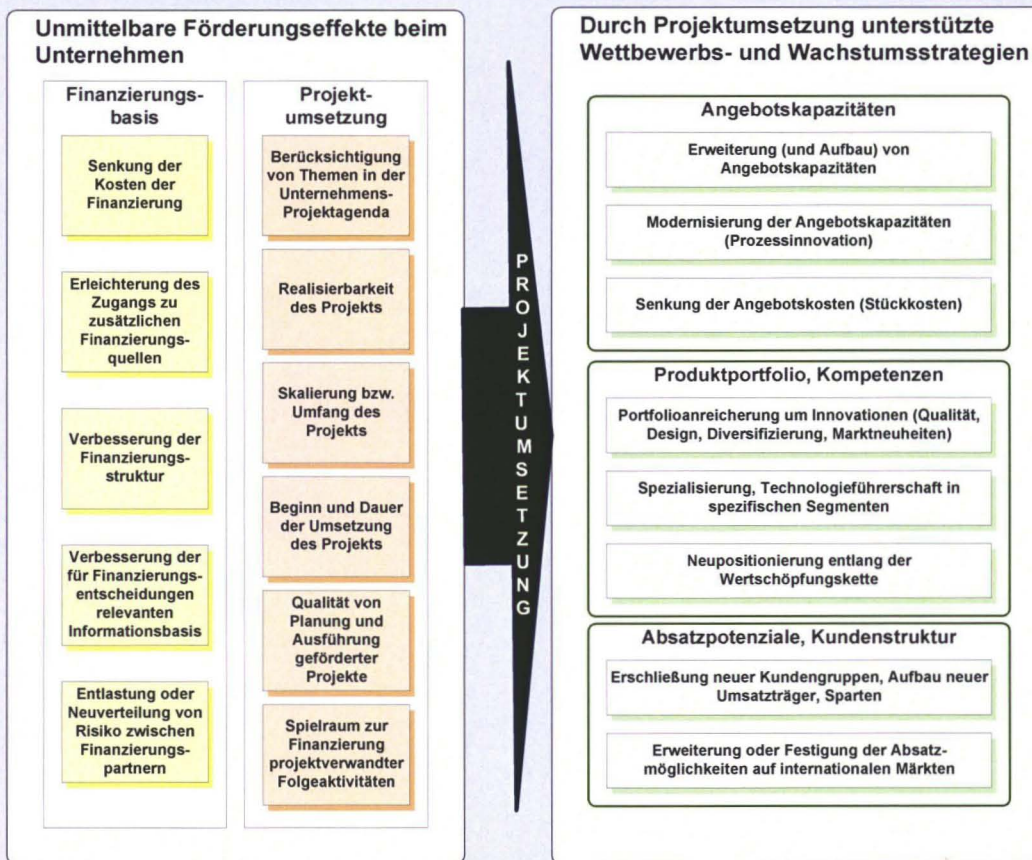 Unmittelbare Förderungseffekte beim
Unternehmen
Finanzierungs-
basis
Senkung der
Kosten der
Finanzierung
Erleichterung des
Zugangs zu
zusätzlichen
Finanzierungs-
quellen
Verbesserung der
Finanzierungs-
struktur
Verbesserung der
für Finanzierungs-
entscheidungen
relevanten
Informationsbasis
Entlastung oder
Neuverteilung von
Risiko zwischen
Finanzierungs-
partnern
Projekt-
umsetzung
Berücksichtigung
von Themen in der
Unternehmens-
Projektagenda
Realisierbarkeit
des Projekts
Skalierung bzw.
Umfang des
Projekts
Beginn und Dauer
der Umsetzung
des Projekts
Qualität von
Planung und
Ausführung
geförderter
Projekte
Spielraum zur
Finanzierung
projektverwandter
Folgeaktivitäten
PROJEKTUMSETZUNG
Durch Projektumsetzung unterstützte
Wettbewerbs- und Wachstumsstrategien
Angebotskapazitäten
Erweiterung (und Aufbau) von
Angebotskapazitäten
Modernisierung der Angebotskapazitäten
(Prozessinnovation)
Senkung der Angebotskosten (Stückkosten)
Produktportfolio, Kompetenzen
Portfolioanreicherung um Innovationen (Qualität,
Design, Diversifizierung, Marktneuheiten)
Spezialisierung, Technologieführerschaft in
spezifischen Segmenten
Neupositionierung entlang der
Wertschöpfungskette
Absatzpotenziale, Kundenstruktur
Erschließung neuer Kundengruppen, Aufbau neuer
Umsatzträger, Sparten
Erweiterung oder Festigung der Absatz-
möglichkeiten auf internationalen Märkten